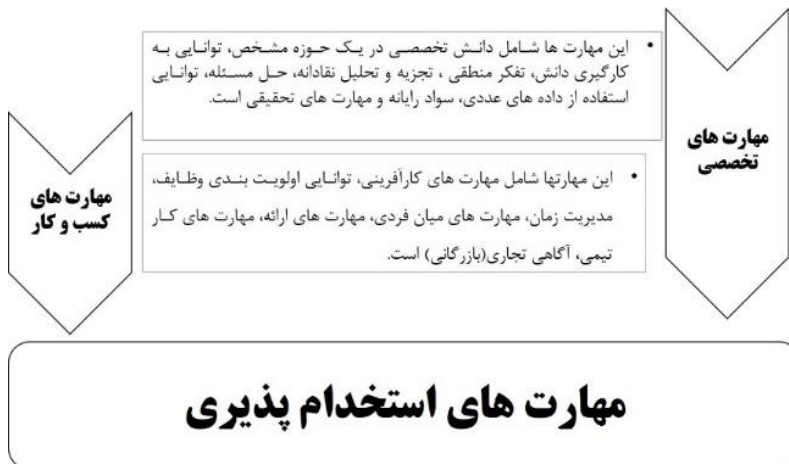 • این مهارت ها شامل دانش تخصصی در یک حوزه مشخص، توانایی به
کارگیری دانش، تفکر منطقی ، تجزیه و تحلیل نقادانه، حل مسئله، توانایی
استفاده از داده های عددی، سواد رایانه و مهارت های تحقیقی است.
مهارت های
تخصصی
• این مهارتها شامل مهارت های کارآفرینی، توانایی اولویت بندی وظایف،
مدیریت زمان، مهارت های میان فردی، مهارت های ارائه، مهارت های کار
تیمی، آگاهی تجاری(بازرگانی) است.
مهارت های
کسب و کار
مهارت های استخدام پذیری